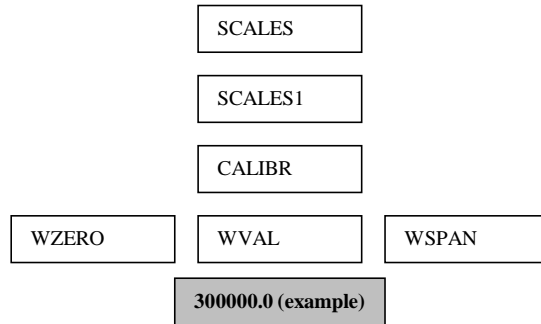 SCALES
SCALES1
CALIBR
WZERO
WVAL
WSPAN
300000.0 (example)